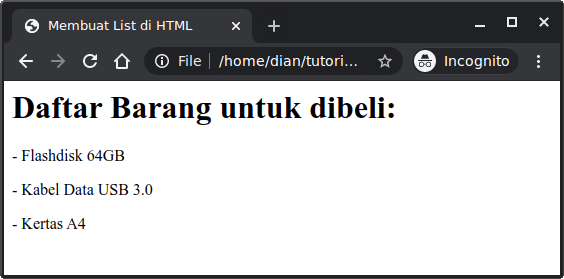 Membuat List di HTML
File | /home/dian/tutori...
Incognito
Daftar Barang untuk dibeli:
- Flashdisk 64GB
- Kabel Data USB 3.0
- Kertas A4